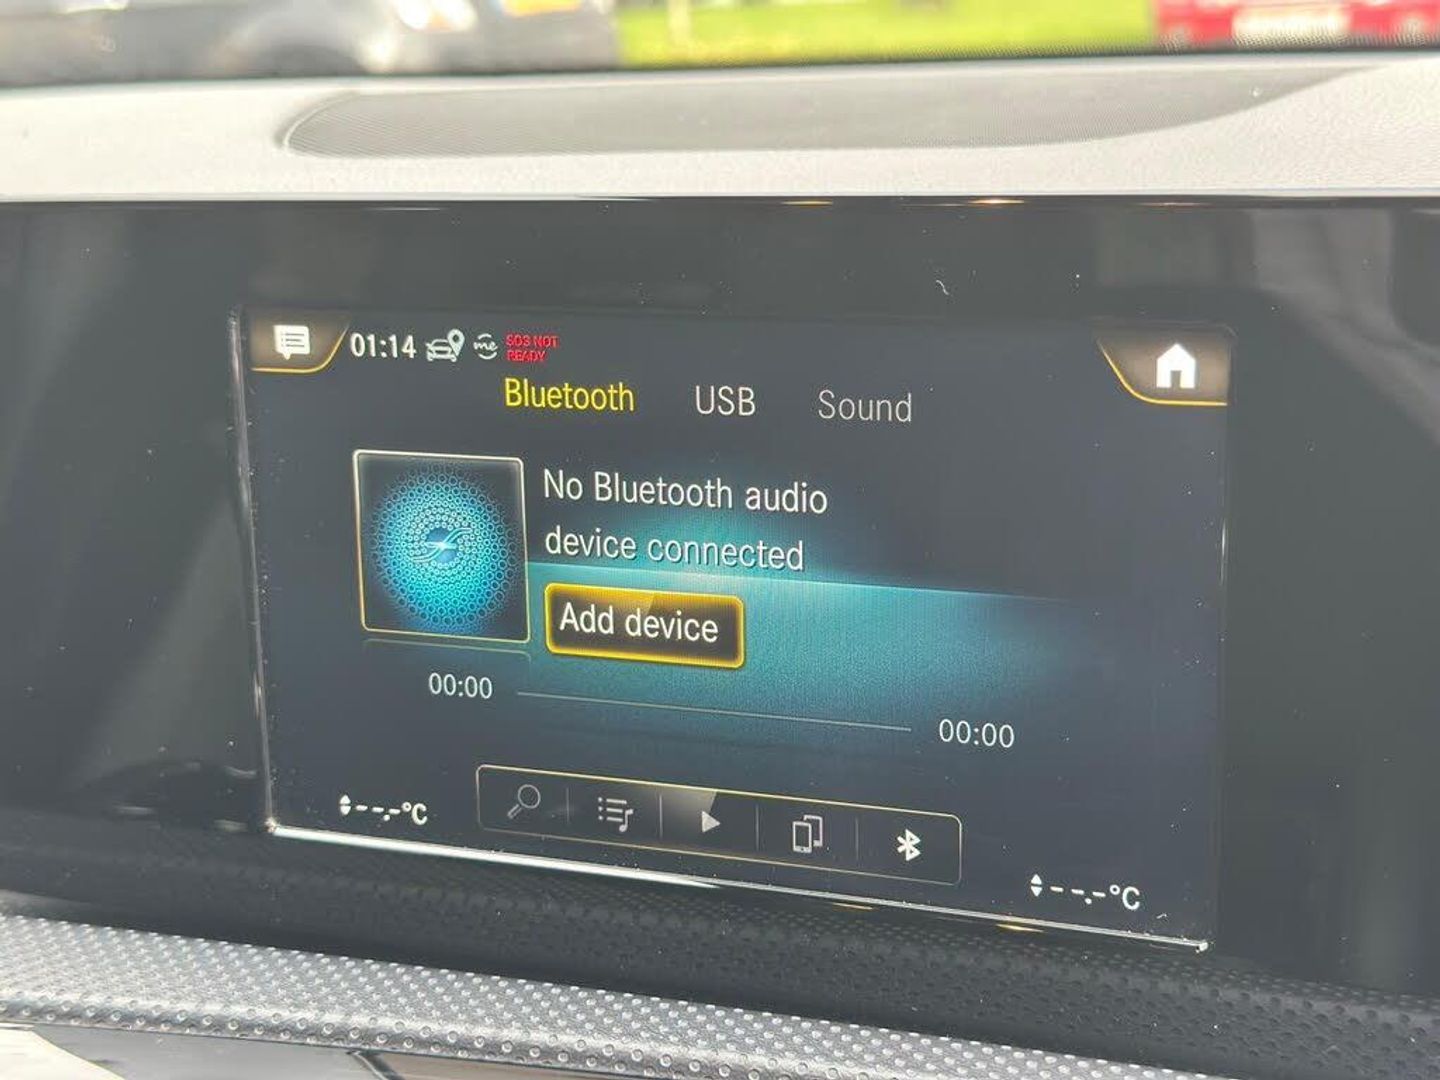 01:14 me SOS NOT
READY
Bluetooth USB Sound
No Bluetooth audio
device connected
Add device
00:00
00:00
--.-°C
--.-°C